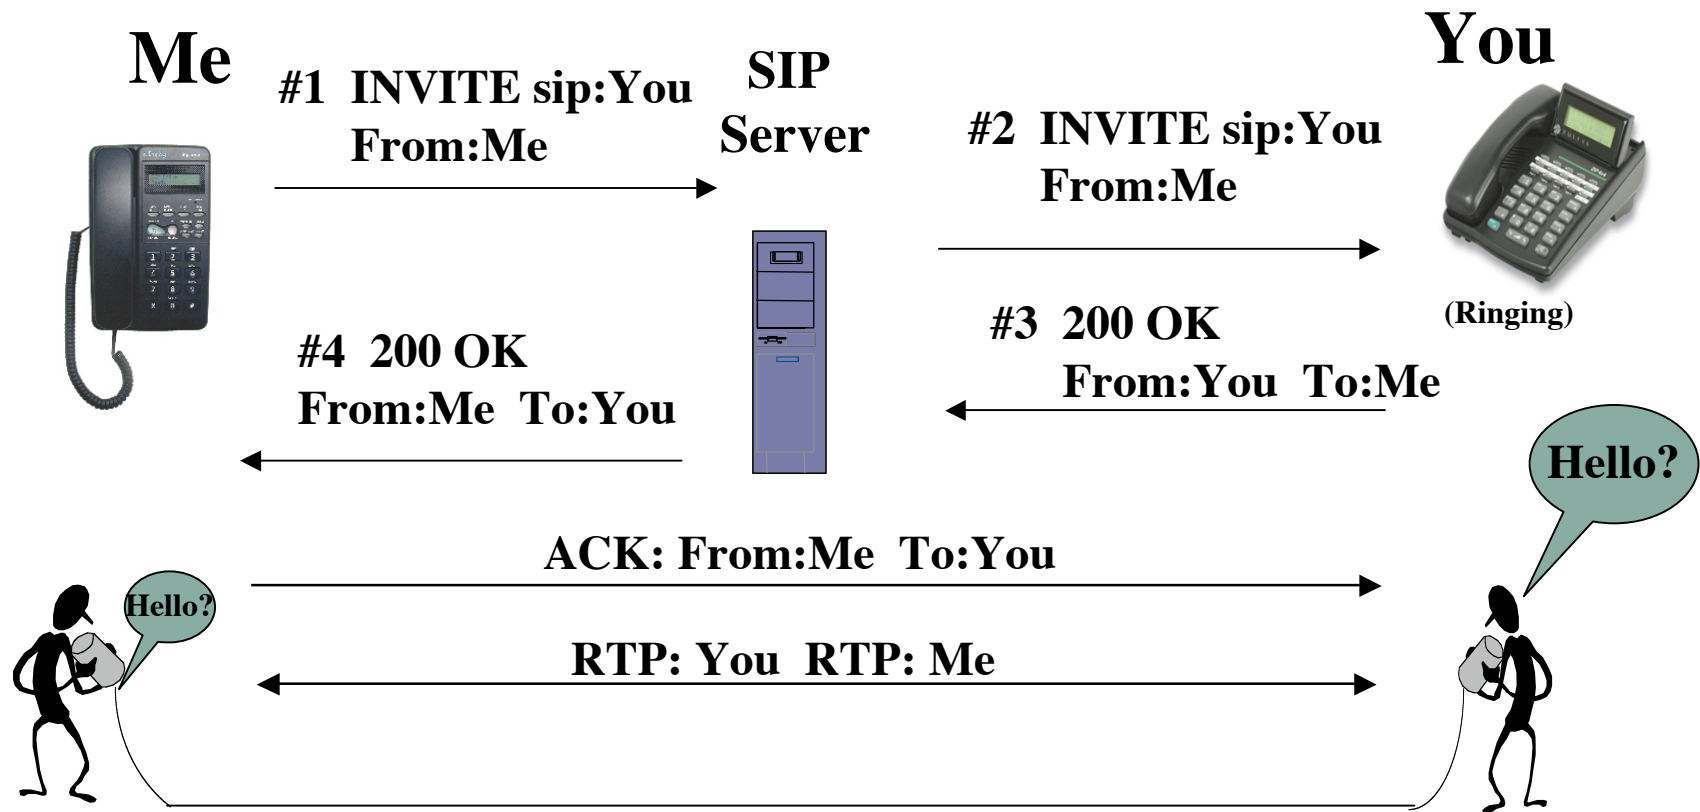 Me
#1 INVITE sip:You
From:Me
SIP
Server
You
#2 INVITE sip:You
From:Me
(Ringing)
#3 200 OK
From:You To:Me
#4 200 OK
From:Me To:You
Hello?
ACK: From:Me To:You
Hello?
RTP: You RTP: Me